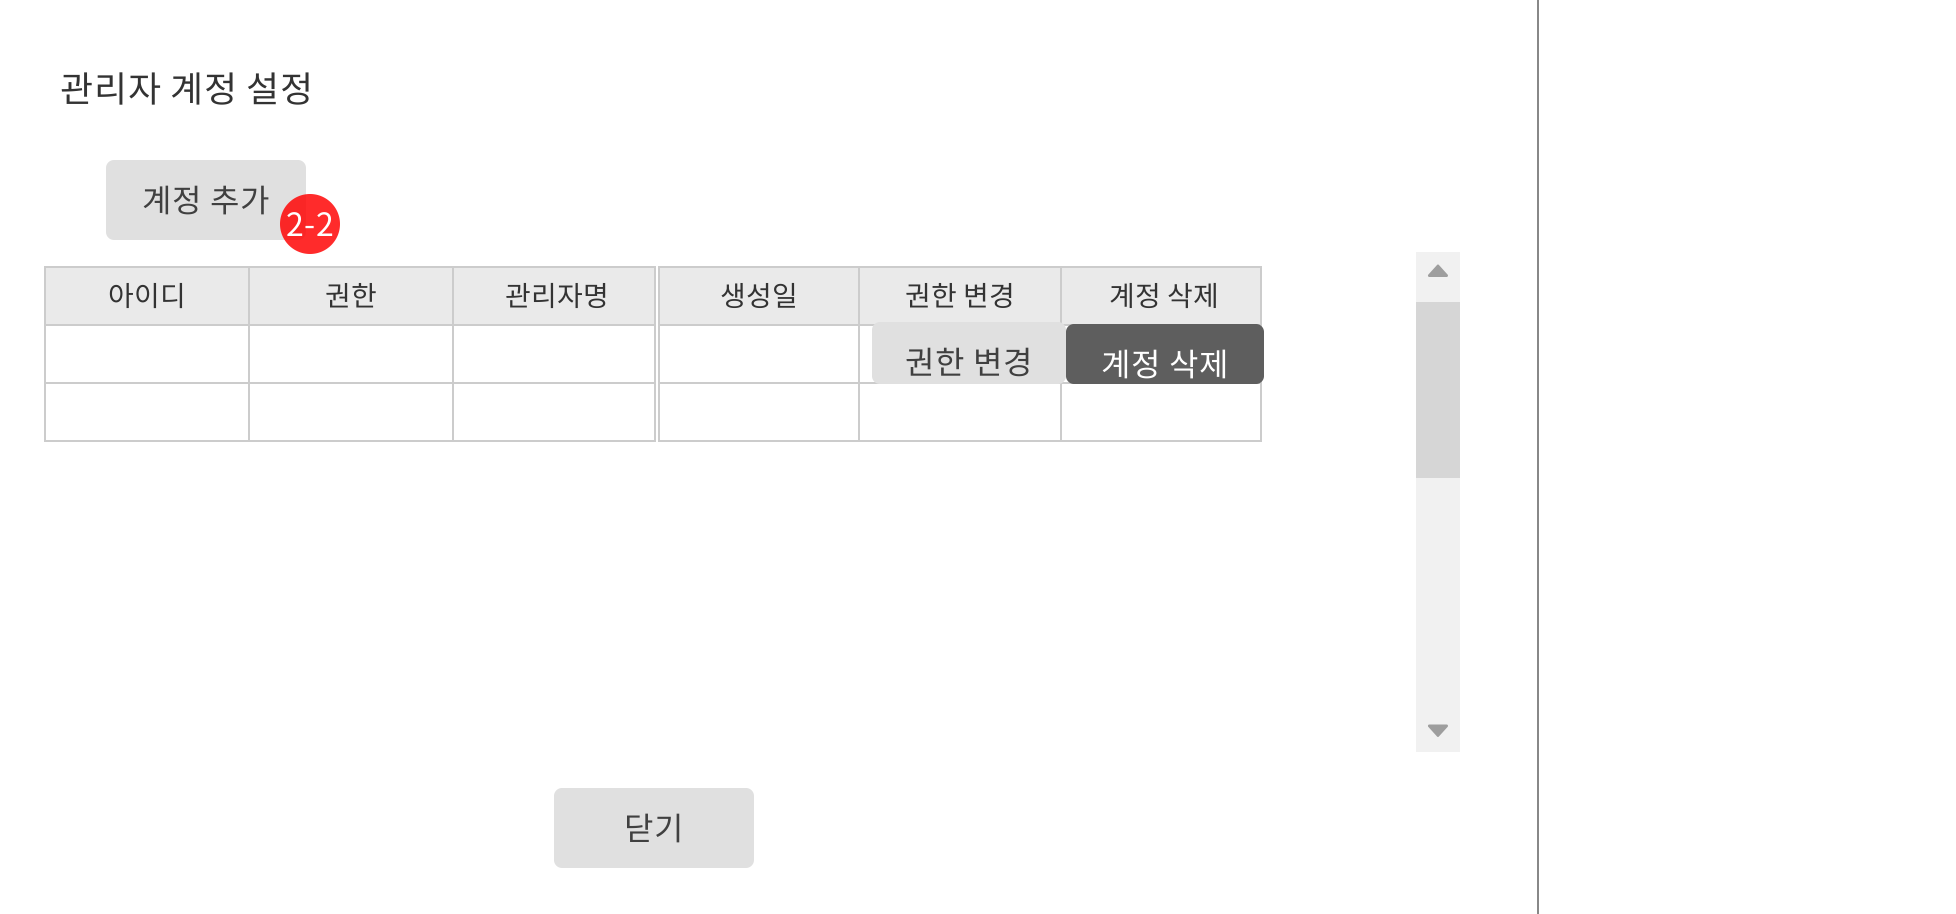 관리자 계정 설정
계정 추가
2-2
아이디 권한 관리자명 생성일 권한 변경 계정 삭제
권한 변경 계정 삭제
닫기